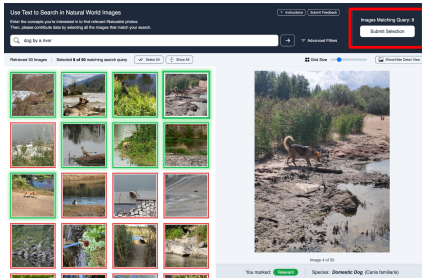 Use Text to Search in Natural World Images
Instructions
Submit Feedback
Images Matching Query: 8
Enter the concepts you're interested in to find relevant iNaturalist photos.
Then, please contribute data by selecting all the images that match your search.
Submit Selection
dog by a river
Advanced Filters
Retrieved 50 Images
Selected 8 of 50 matching search query
Select All
Show All
Grid Size
Show/Hide Detail View
Image 4 of 50
You marked: Relevant
Species: Domestic Dog (Canis familiaris)